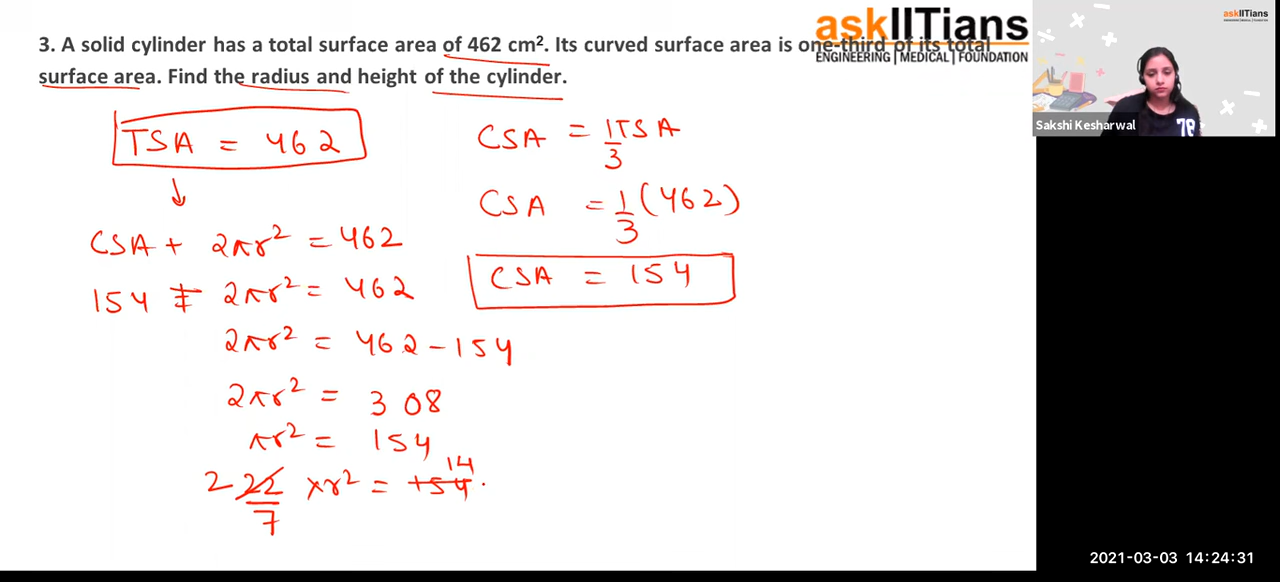 askIITians
ENGINEERING | MEDICAL | FOUNDATION
askIITians
3. A solid cylinder has a total surface area of 462 cm². Its curved surface area is one-third of its total
surface area. Find the radius and height of the cylinder.
Sakshi Kesharwal
78
TSA = 462
↓
CSA + 2πr² = 462
154 + 2πr² = 462
2πr² = 462 - 154
2πr² = 308
πr² = 154
2 22/7 × r² = 154 14
CSA = 1/3 TSA
CSA = 1/3 (462)
CSA = 154
2021-03-03 14:24:31